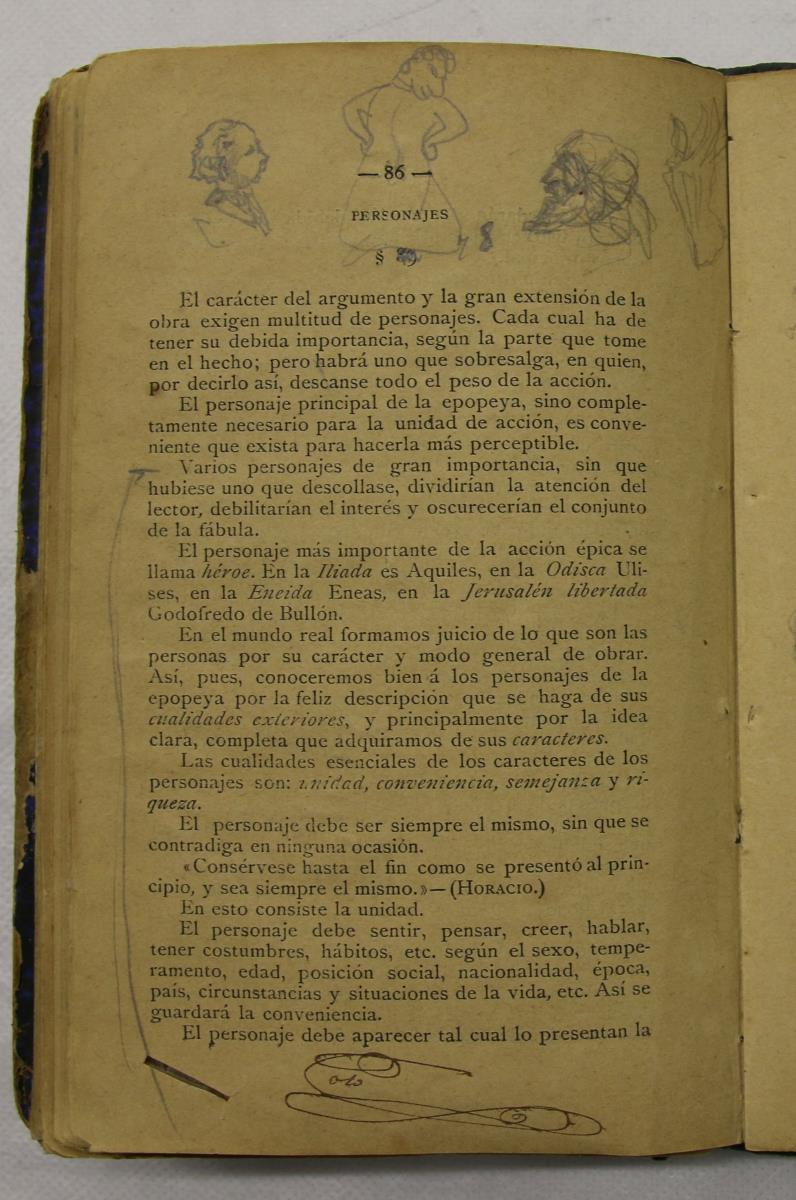 — 86 —
PERSONAJES
78
§ 89
El carácter del argumento y la gran extensión de la
obra exigen multitud de personajes. Cada cual ha de
tener su debida importancia, según la parte que tome
en el hecho; pero habrá uno que sobresalga, en quien,
por decirlo así, descanse todo el peso de la acción.
El personaje principal de la epopeya, sino comple-
tamente necesario para la unidad de acción, es conve-
niente que exista para hacerla más perceptible.
Varios personajes de gran importancia, sin que
hubiese uno que descollase, dividirían la atención del
lector, debilitarían el interés y oscurecerían el conjunto
de la fábula.
El personaje más importante de la acción épica se
llama héroe. En la Iliada es Aquiles, en la Odisea Uli-
ses, en la Eneida Eneas, en la Jerusalén libertada
Godofredo de Bullón.
En el mundo real formamos juicio de lo que son las
personas por su carácter y modo general de obrar.
Así, pues, conoceremos bien á los personajes de la
epopeya por la feliz descripción que se haga de sus
cualidades exteriores, y principalmente por la idea
clara, completa que adquiramos de sus caracteres.
Las cualidades esenciales de los caracteres de los
personajes son: unidad, conveniencia, semejanza y ri-
queza.
El personaje debe ser siempre el mismo, sin que se
contradiga en ninguna ocasión.
«Consérvese hasta el fin como se presentó al prin-
cipio, y sea siempre el mismo.»—(HORACIO.)
En esto consiste la unidad.
El personaje debe sentir, pensar, creer, hablar,
tener costumbres, hábitos, etc. según el sexo, tempe-
ramento, edad, posición social, nacionalidad, época,
país, circunstancias y situaciones de la vida, etc. Así se
guardará la conveniencia.
El personaje debe aparecer tal cual lo presentan la